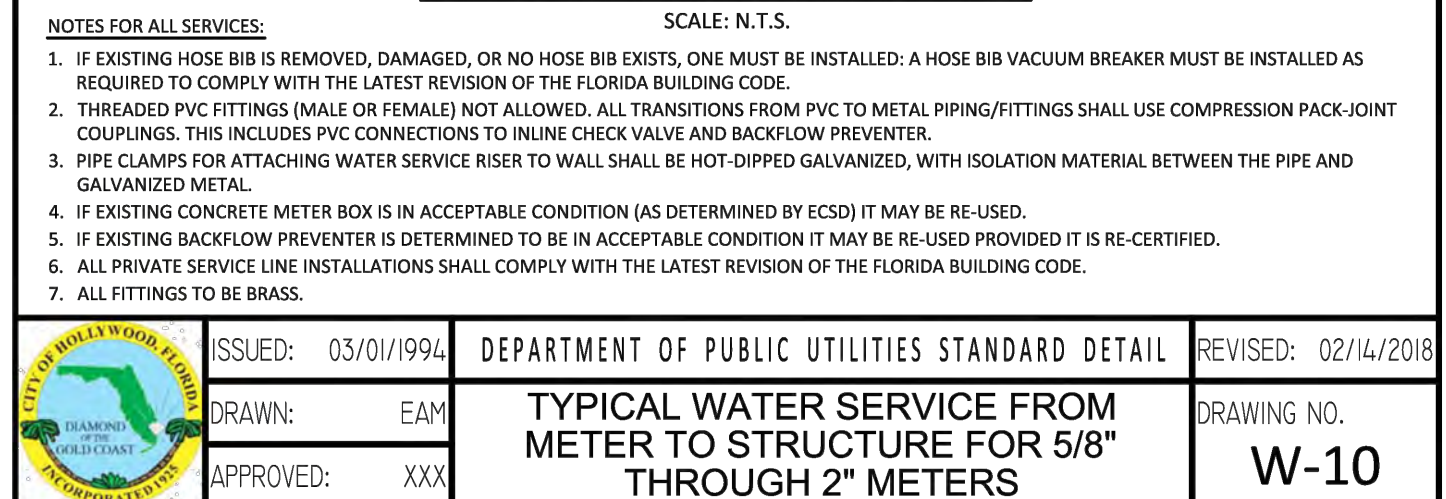 NOTES FOR ALL SERVICES:
SCALE: N.T.S.
1. IF EXISTING HOSE BIB IS REMOVED, DAMAGED, OR NO HOSE BIB EXISTS, ONE MUST BE INSTALLED: A HOSE BIB VACUUM BREAKER MUST BE INSTALLED AS
REQUIRED TO COMPLY WITH THE LATEST REVISION OF THE FLORIDA BUILDING CODE.
2. THREADED PVC FITTINGS (MALE OR FEMALE) NOT ALLOWED. ALL TRANSITIONS FROM PVC TO METAL PIPING/FITTINGS SHALL USE COMPRESSION PACK-JOINT
COUPLINGS. THIS INCLUDES PVC CONNECTIONS TO INLINE CHECK VALVE AND BACKFLOW PREVENTER.
3. PIPE CLAMPS FOR ATTACHING WATER SERVICE RISER TO WALL SHALL BE HOT-DIPPED GALVANIZED, WITH ISOLATION MATERIAL BETWEEN THE PIPE AND
GALVANIZED METAL.
4. IF EXISTING CONCRETE METER BOX IS IN ACCEPTABLE CONDITION (AS DETERMINED BY ECSD) IT MAY BE RE-USED.
5. IF EXISTING BACKFLOW PREVENTER IS DETERMINED TO BE IN ACCEPTABLE CONDITION IT MAY BE RE-USED PROVIDED IT IS RE-CERTIFIED.
6. ALL PRIVATE SERVICE LINE INSTALLATIONS SHALL COMPLY WITH THE LATEST REVISION OF THE FLORIDA BUILDING CODE.
7. ALL FITTINGS TO BE BRASS.
CITY OF HOLLYWOOD, FLORIDA
DIAMOND
OF THE
GOLD COAST
INCORPORATED 1925
ISSUED: 03/01/1994
DRAWN: EAM
APPROVED: XXX
DEPARTMENT OF PUBLIC UTILITIES STANDARD DETAIL
TYPICAL WATER SERVICE FROM
METER TO STRUCTURE FOR 5/8"
THROUGH 2" METERS
REVISED: 02/14/2018
DRAWING NO.
W-10